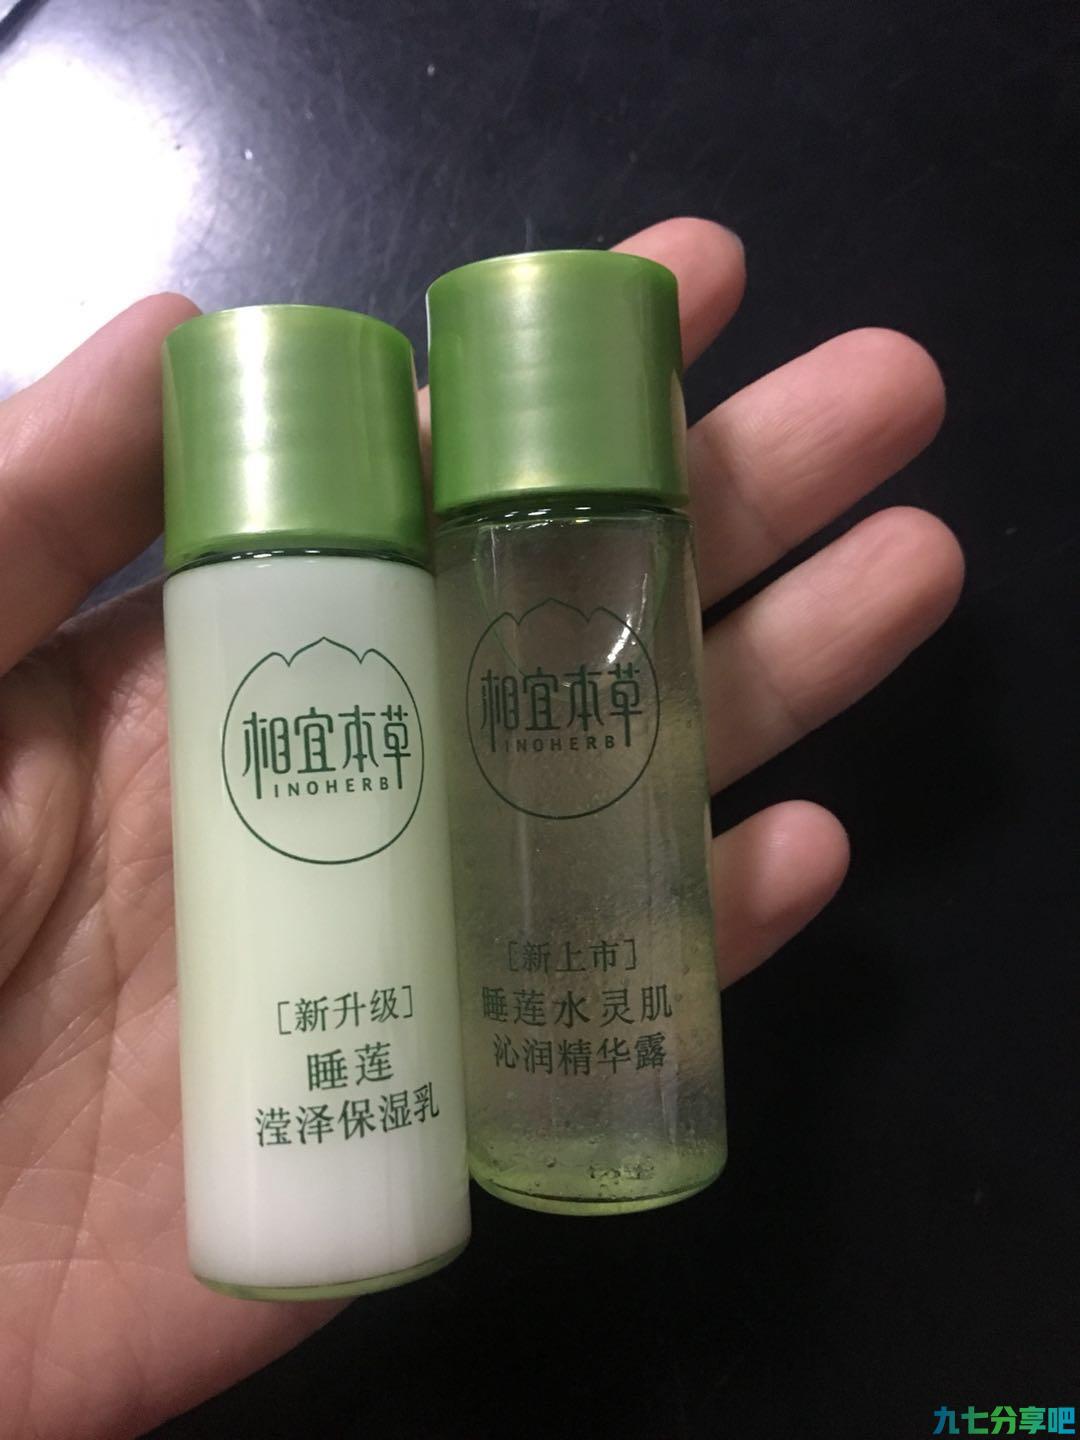 相宜本草
INOHERB
[新升级]
睡莲
滢泽保湿乳
相宜本草
INOHERB
[新上市]
睡莲水灵肌
沁润精华露
九七分享吧